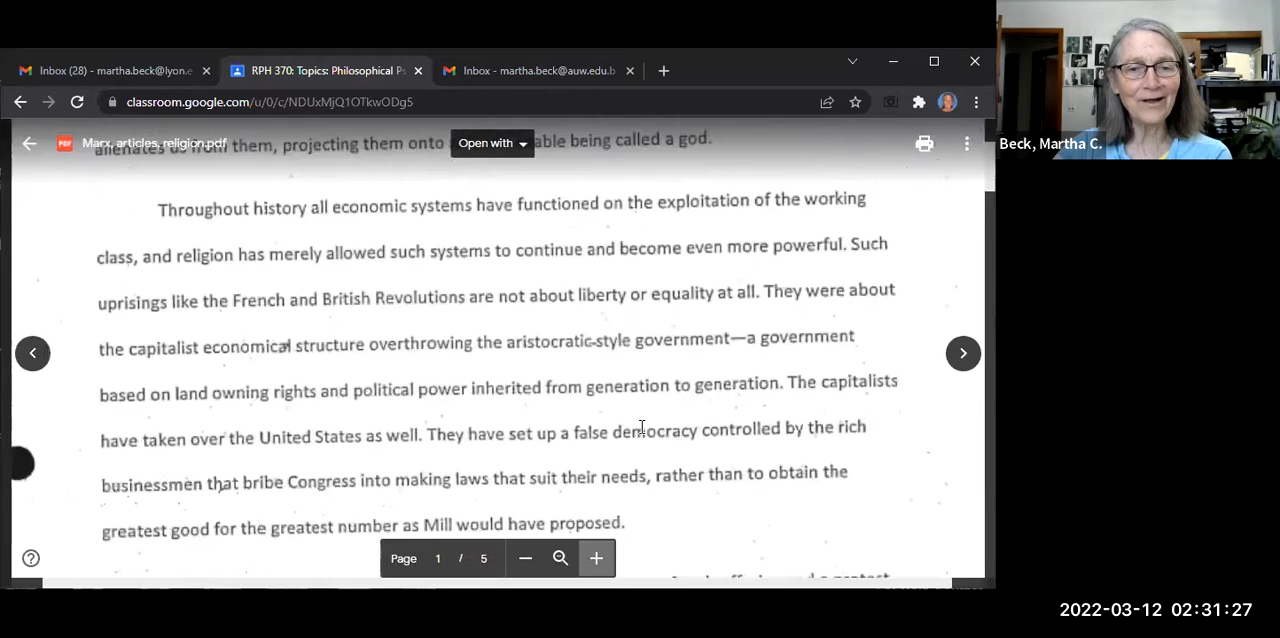 Inbox (28) - martha.beck@lyon.e
RPH 370: Topics: Philosophical Ps
Inbox - martha.beck@auw.edu.b
classroom.google.com/u/0/c/NDUxMjQ1OTkwODg5
Marx, articles, religion.pdf
Open with
Beck, Martha C.
alienates us from them, projecting them onto able being called a god.
Throughout history all economic systems have functioned on the exploitation of the working
class, and religion has merely allowed such systems to continue and become even more powerful. Such
uprisings like the French and British Revolutions are not about liberty or equality at all. They were about
the capitalist economical structure overthrowing the aristocratic-style government—a government
based on land owning rights and political power inherited from generation to generation. The capitalists
have taken over the United States as well. They have set up a false democracy controlled by the rich
businessmen that bribe Congress into making laws that suit their needs, rather than to obtain the
greatest good for the greatest number as Mill would have proposed.
Page 1 / 5
2022-03-12 02:31:27